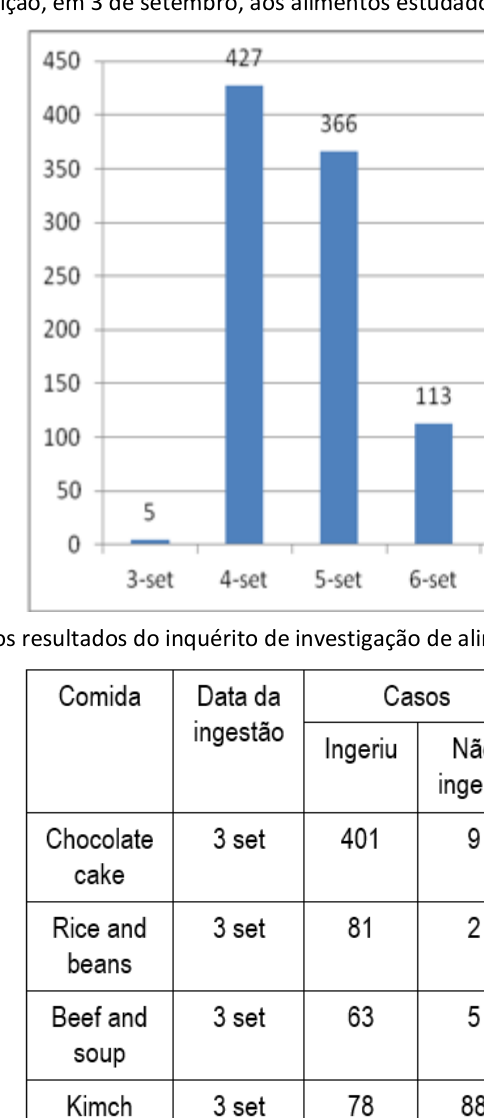 em 3 de setembro, aos alimentos
450
427
400
366
350
300
250
200
150
113
100
50
5
0
3-set 4-set 5-set 6-set
os resultados do inquérito de investigação de
Comida Data da ingestão Casos
Ingeriu
Chocolate cake 3 set 401 9
Rice and beans 3 set 81 2
Beef and soup 3 set 63 5
Kimch 3 set 78 88